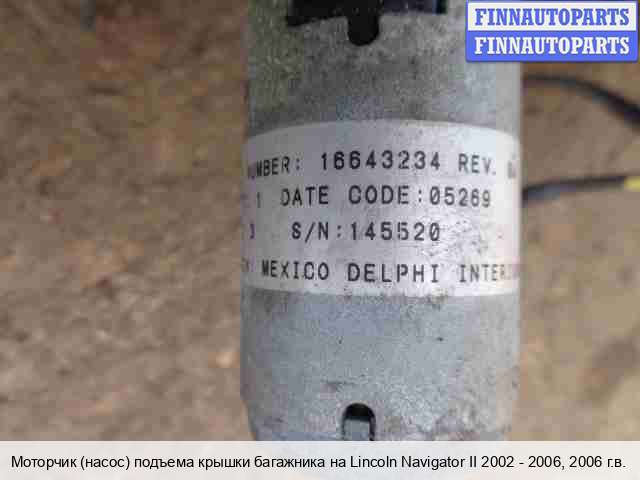 FINNAUTOPARTS
FINNAUTOPARTS
NUMBER: 16643234 REV.
1 DATE CODE:05269
3 S/N:145520
MEXICO DELPHI
Моторчик (насос) подъема крышки багажника на Lincoln Navigator II 2002 - 2006, 2006 г.в.